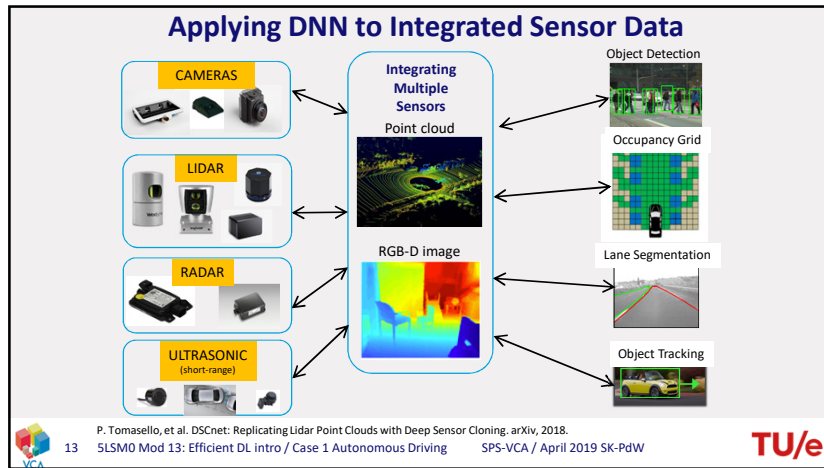 Applying DNN to Integrated Sensor Data
CAMERAS
LIDAR
RADAR
ULTRASONIC
(short-range)
Integrating
Multiple
Sensors
Point cloud
RGB-D image
Object Detection
Occupancy Grid
Lane Segmentation
Object Tracking
P. Tomasello, et al. DSCnet: Replicating Lidar Point Clouds with Deep Sensor Cloning. arXiv, 2018.
13 5LSM0 Mod 13: Efficient DL intro / Case 1 Autonomous Driving SPS-VCA / April 2019 SK-PdW
VCA
TU/e